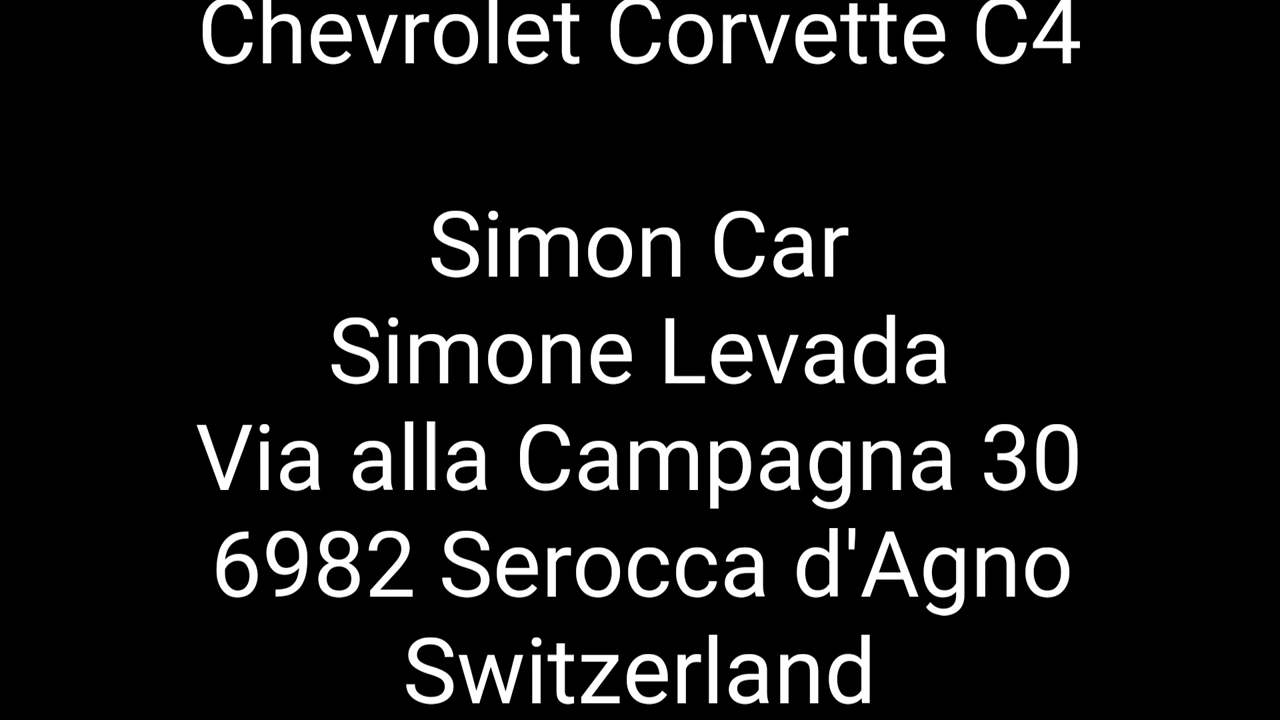 Chevrolet Corvette C4
Simon Car
Simone Levada
Via alla Campagna 30
6982 Serocca d'Agno
Switzerland